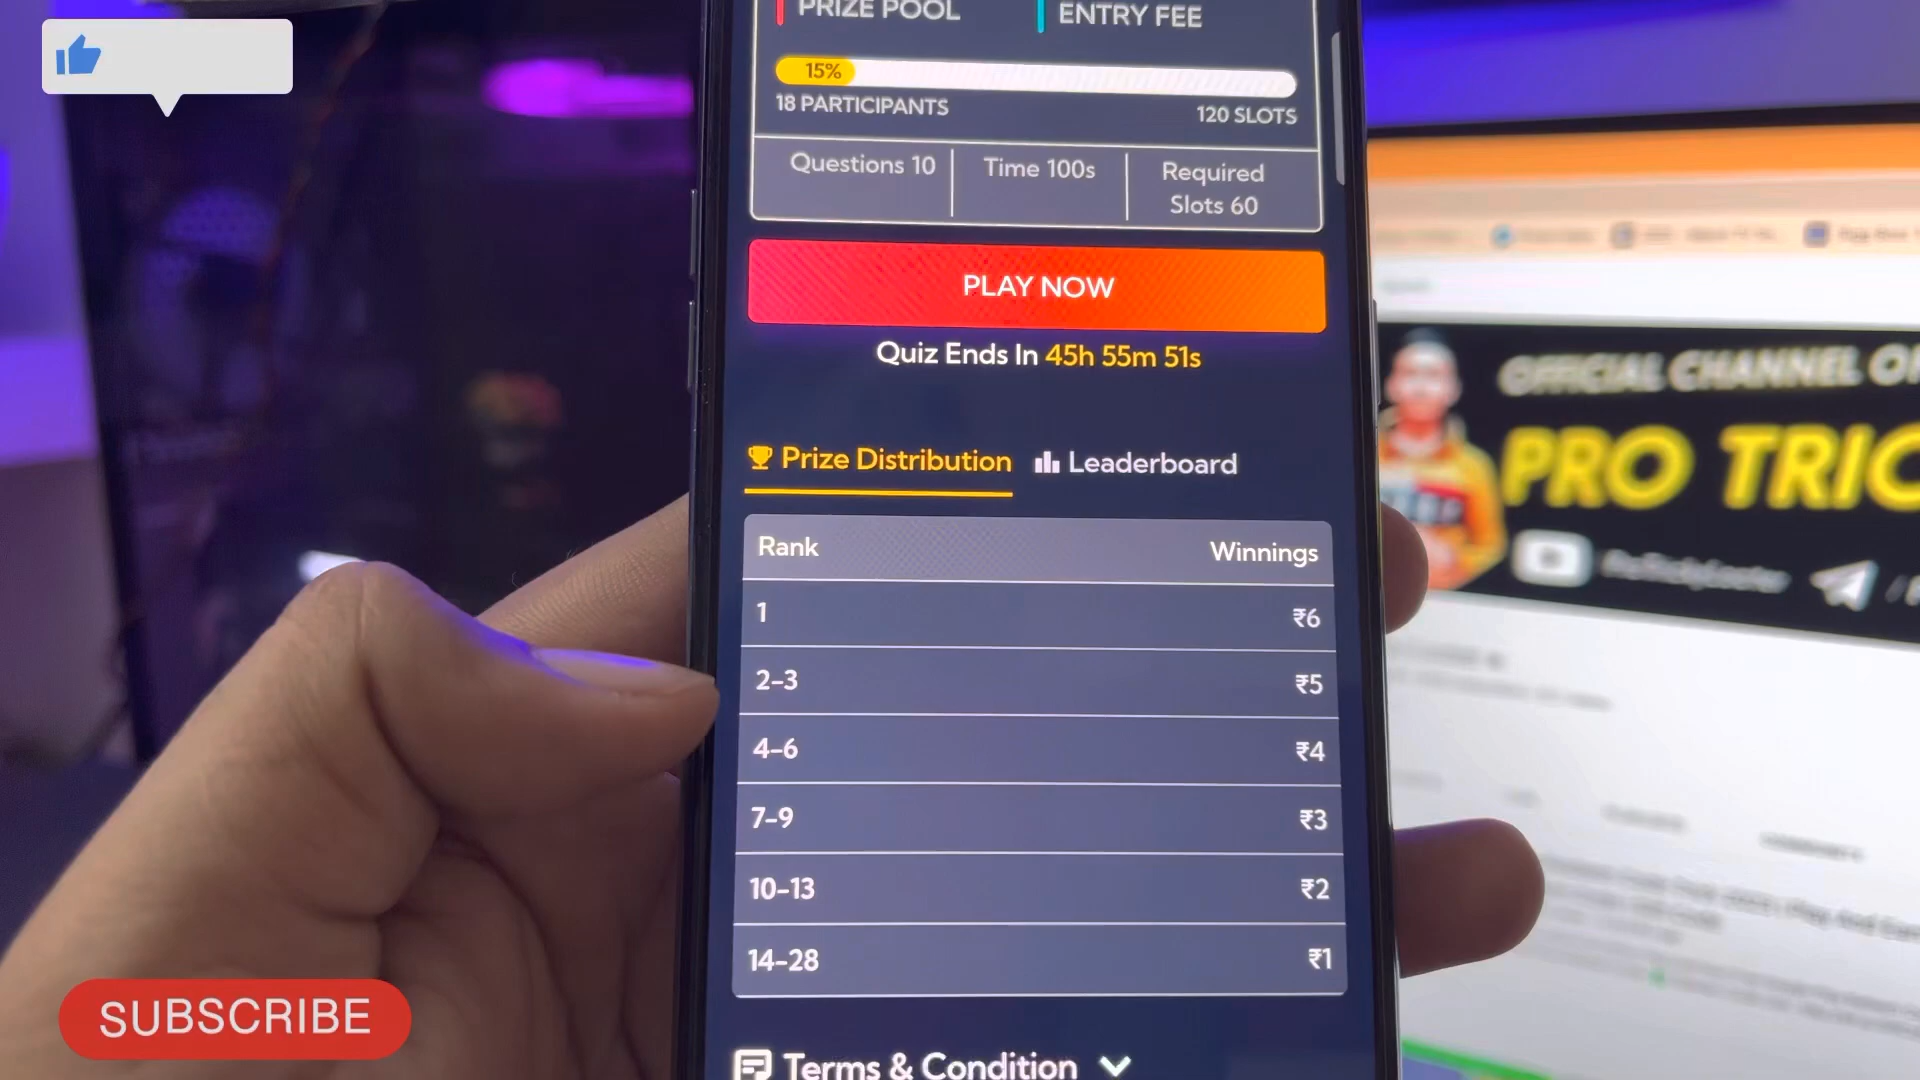 PRIZE POOL
ENTRY FEE
15%
18 PARTICIPANTS
120 SLOTS
Questions 10
Time 100s
Required
Slots 60
PLAY NOW
Quiz Ends In 45h 55m 51s
Prize Distribution
Leaderboard
Rank
Winnings
1
₹6
2-3
₹5
4-6
₹4
7-9
₹3
10-13
₹2
14-28
₹1
Terms & Condition
OFFICIAL CHANNEL OF
PRO TRIC
SUBSCRIBE